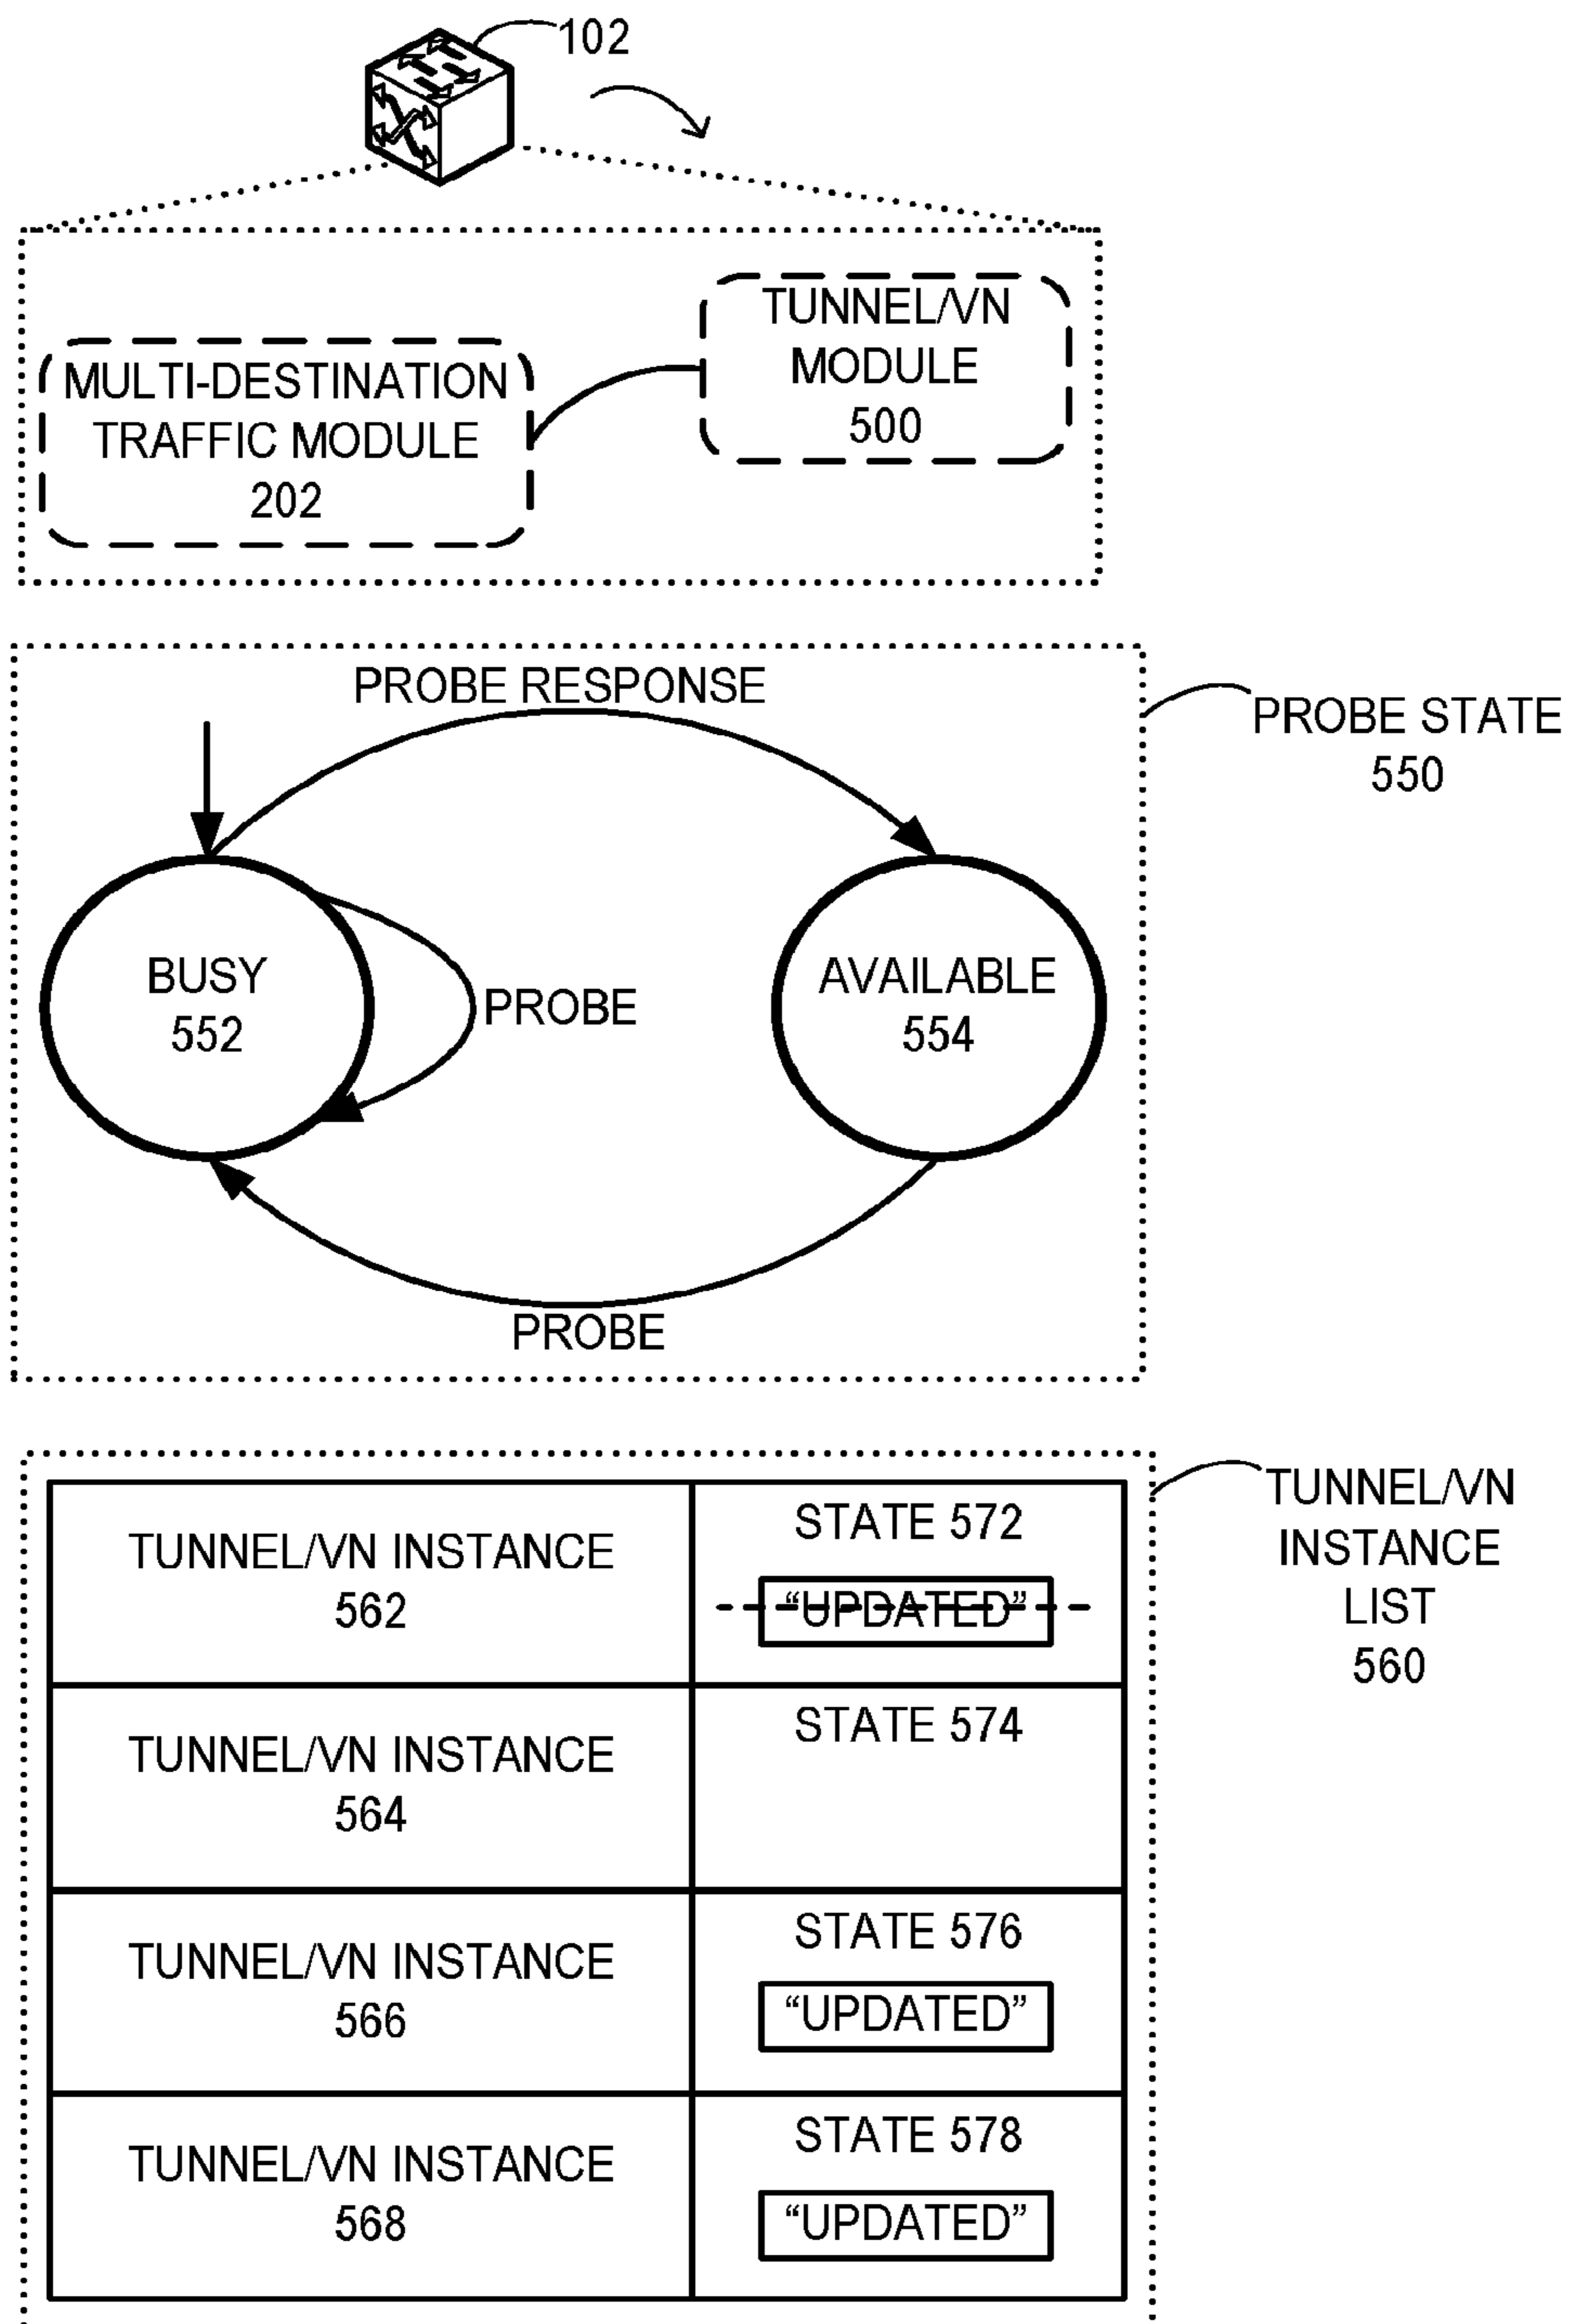 102
TUNNEL/VN
MODULE
500
MULTI-DESTINATION
TRAFFIC MODULE
202
PROBE RESPONSE
PROBE STATE
550
BUSY
552
PROBE
AVAILABLE
554
PROBE
TUNNEL/VN
INSTANCE
LIST
560
TUNNEL/VN INSTANCE
562
STATE 572
“UPDATED”
TUNNEL/VN INSTANCE
564
STATE 574
TUNNEL/VN INSTANCE
566
STATE 576
“UPDATED”
TUNNEL/VN INSTANCE
568
STATE 578
“UPDATED”